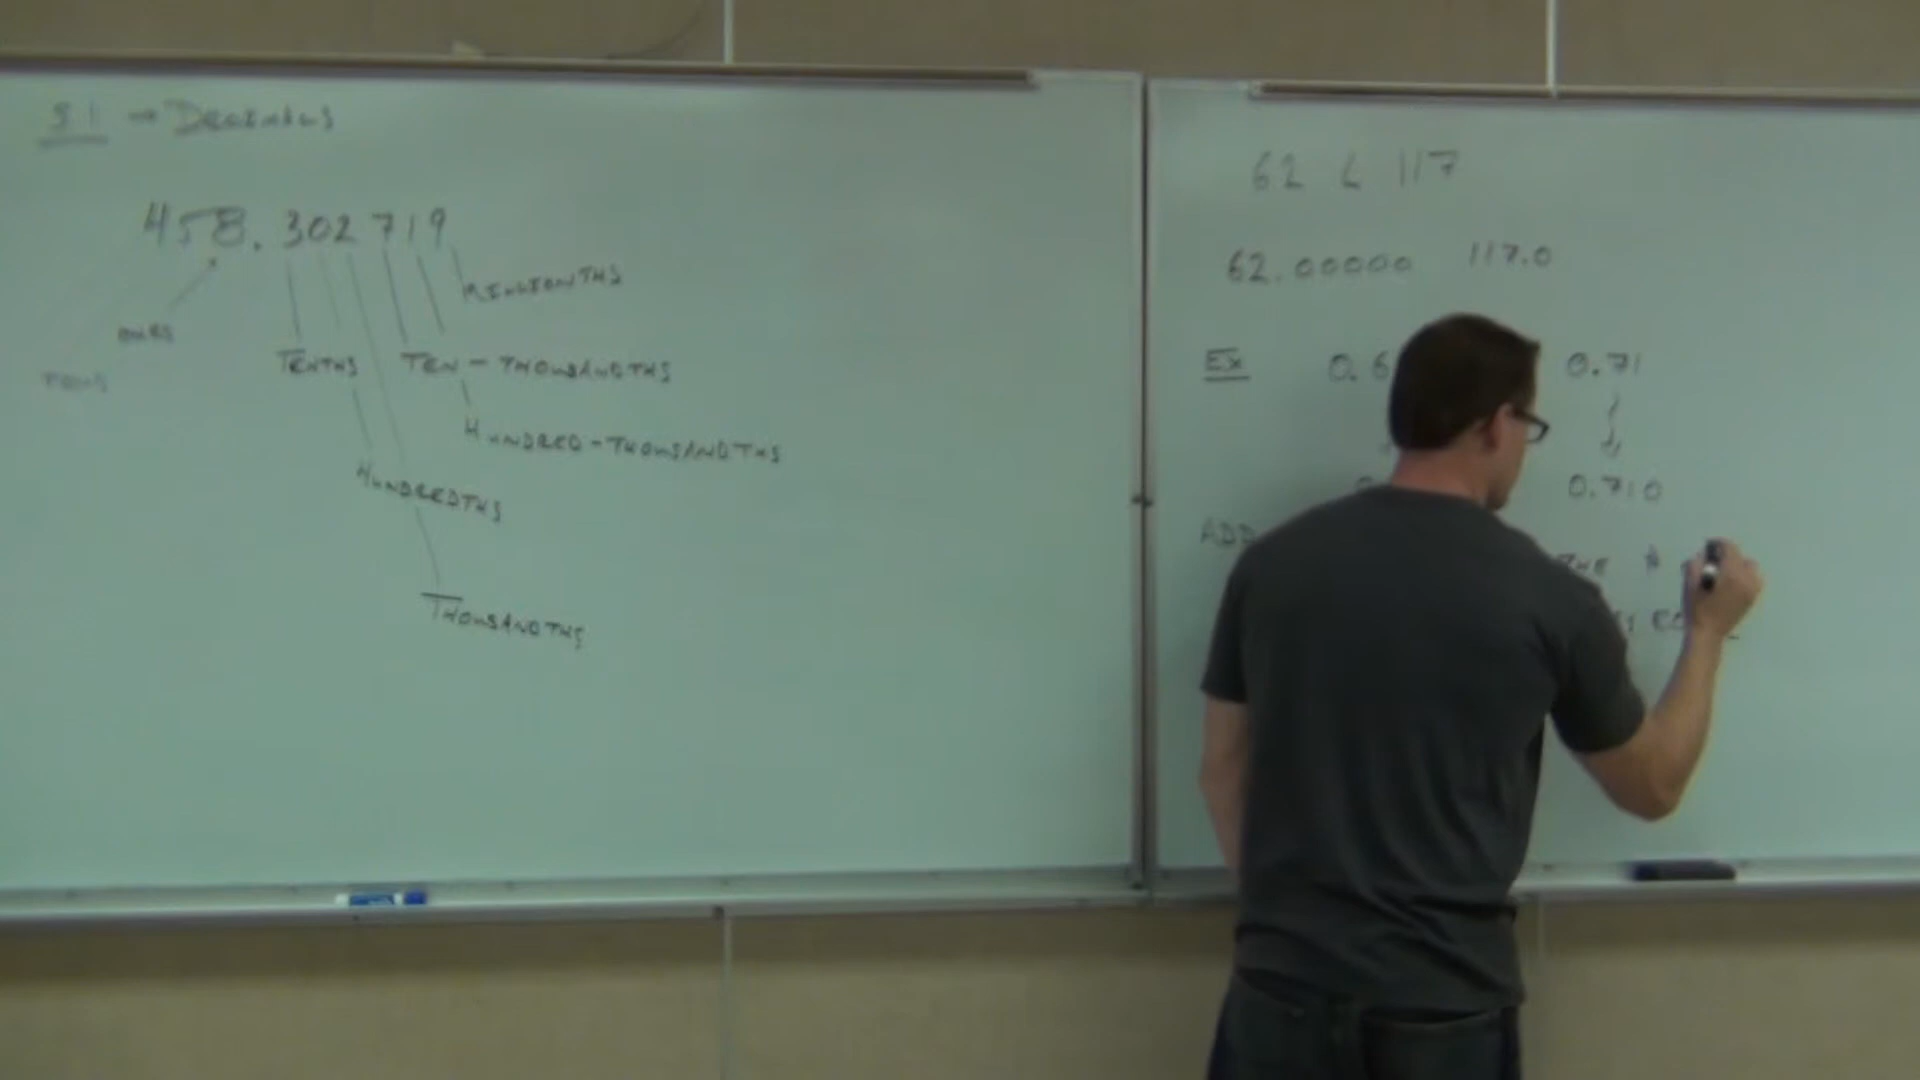 5.1 → DECIMALS
458.302719
MILLIONTHS
ONES
TENTHS TEN-THOUSANDTHS
TENS
HUNDRED-THOUSANDTHS
HUNDREDTHS
THOUSANDTHS
62 < 117
62.00000 117.0
EX 0.6 0.71
0.710
ADD THE #